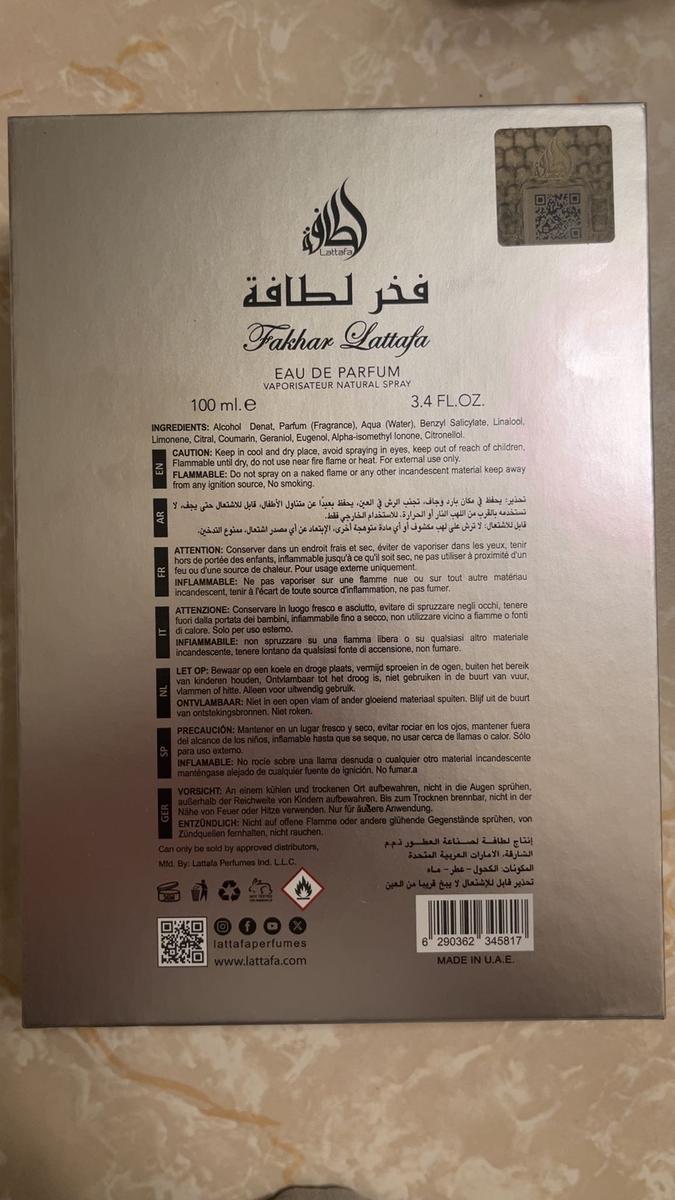 لطافة
Lattafa
فخر لطافة
Fakhar Lattafa
EAU DE PARFUM
VAPORISATEUR NATURAL SPRAY
100 ml.e 3.4 FL.OZ.
INGREDIENTS: Alcohol Denat, Parfum (Fragrance), Aqua (Water), Benzyl Salicylate, Linalool,
Limonene, Citral, Coumarin, Geraniol, Eugenol, Alpha-isomethyl Ionone, Citronellol.
EN
CAUTION: Keep in cool and dry place, avoid spraying in eyes, keep out of reach of children,
Flammable until dry, do not use near fire flame or heat. For external use only.
FLAMMABLE: Do not spray on a naked flame or any other incandescent material keep away
from any ignition source, No smoking.
AR
تحذير: يحفظ في مكان بارد وجاف، تجنب الرش في العين، يحفظ بعيدًا عن متناول الأطفال، قابل للاشتعال حتى يجف، لا
تستخدمه بالقرب من اللهب النار أو الحرارة. للاستخدام الخارجي فقط.
قابل للاشتعال: لا ترش على لهب مكشوف أو أي مادة متوهجة أخرى، الإبتعاد عن أي مصدر اشتعال، ممنوع التدخين.
FR
ATTENTION: Conserver dans un endroit frais et sec, éviter de vaporiser dans les yeux, tenir
hors de portée des enfants, inflammable jusqu'à ce qu'il soit sec, ne pas utiliser à proximité d'un
feu ou d'une source de chaleur. Pour usage externe uniquement.
INFLAMMABLE: Ne pas vaporiser sur une flamme nue ou sur tout autre matériau
incandescent, tenir à l'écart de toute source d'inflammation, ne pas fumer.
IT
ATTENZIONE: Conservare in luogo fresco e asciutto, evitare di spruzzare negli occhi, tenere
fuori dalla portata dei bambini, infiammabile fino a secco, non utilizzare vicino a fiamme o fonti
di calore. Solo per uso esterno.
INFIAMMABILE: non spruzzare su una fiamma libera o su qualsiasi altro materiale
incandescente, tenere lontano da qualsiasi fonte di accensione, non fumare.
NL
LET OP: Bewaar op een koele en droge plaats, vermijd sproeien in de ogen, buiten het bereik
van kinderen houden, Ontvlambaar tot het droog is, niet gebruiken in de buurt van vuur,
vlammen of hitte. Alleen voor uitwendig gebruik.
ONTVLAMBAAR: Niet in een open vlam of ander gloeiend materiaal spuiten. Blijf uit de buurt
van ontstekingsbronnen. Niet roken.
SP
PRECAUCIÓN: Mantener en un lugar fresco y seco, evitar rociar en los ojos, mantener fuera
del alcance de los niños, inflamable hasta que se seque, no usar cerca de llamas o calor. Sólo
para uso externo.
INFLAMABLE: No rocíe sobre una llama desnuda o cualquier otro material incandescente
manténgase alejado de cualquier fuente de ignición. No fumar.a
GER
VORSICHT: An einem kühlen und trockenen Ort aufbewahren, nicht in die Augen sprühen,
außerhalb der Reichweite von Kindern aufbewahren. Bis zum Trocknen brennbar, nicht in der
Nähe von Feuer oder Hitze verwenden. Nur für äußere Anwendung.
ENTZÜNDLICH: Nicht auf offene Flamme oder andere glühende Gegenstände sprühen, von
Zündquellen fernhalten, nicht rauchen.
Can only be sold by approved distributors,
Mfd. By: Lattafa Perfumes Ind. L.L.C.
إنتاج لطافة لصناعة العطور ذ.م.م
الشارقة، الامارات العربية المتحدة
المكونات: الكحول - عطر - ماء
تحذير قابل للإشتعال لا يبخ قريبا من العين
lattafaperfumes
www.lattafa.com
6 290362 345817
MADE IN U.A.E.